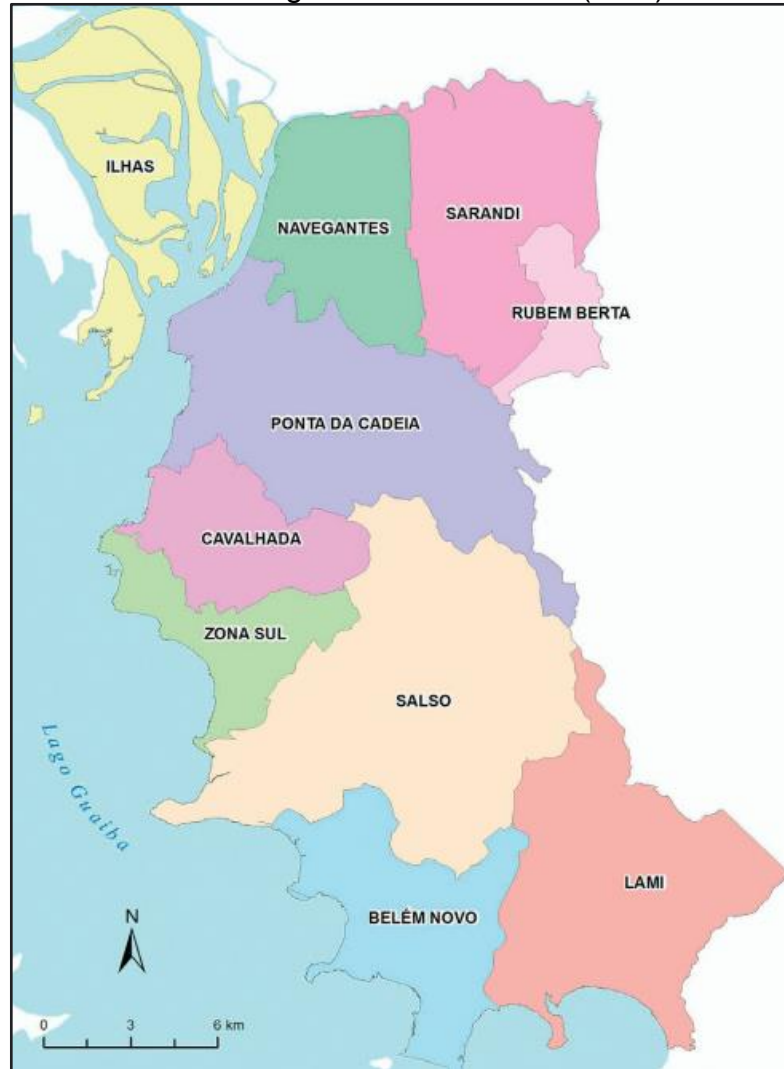 ILHAS
NAVEGANTES
SARANDI
RUBEM BERTA
PONTA DA CADEIA
CAVALHADA
ZONA SUL
SALSO
Lago Guaíba
LAMI
BELÉM NOVO
N
0 3 6 km